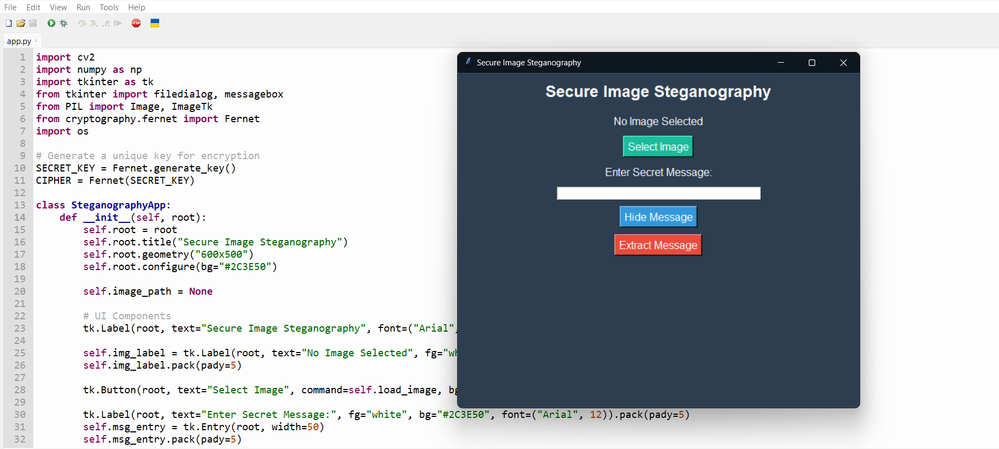 File Edit View Run Tools Help
STOP
app.py ×
1 import cv2
2 import numpy as np
3 import tkinter as tk
4 from tkinter import filedialog, messagebox
5 from PIL import Image, ImageTk
6 from cryptography.fernet import Fernet
7 import os
8
9 # Generate a unique key for encryption
10 SECRET_KEY = Fernet.generate_key()
11 CIPHER = Fernet(SECRET_KEY)
12
13 class SteganographyApp:
14     def __init__(self, root):
15         self.root = root
16         self.root.title("Secure Image Steganography")
17         self.root.geometry("600x500")
18         self.root.configure(bg="#2C3E50")
19
20         self.image_path = None
21
22         # UI Components
23         tk.Label(root, text="Secure Image Steganography", font=("Arial",
24
25         self.img_label = tk.Label(root, text="No Image Selected", fg="wh
26         self.img_label.pack(pady=5)
27
28         tk.Button(root, text="Select Image", command=self.load_image, bg
29
30         tk.Label(root, text="Enter Secret Message:", fg="white", bg="#2C3E50", font=("Arial", 12)).pack(pady=5)
31         self.msg_entry = tk.Entry(root, width=50)
32         self.msg_entry.pack(pady=5)
Secure Image Steganography
Secure Image Steganography
No Image Selected
Select Image
Enter Secret Message:
Hide Message
Extract Message